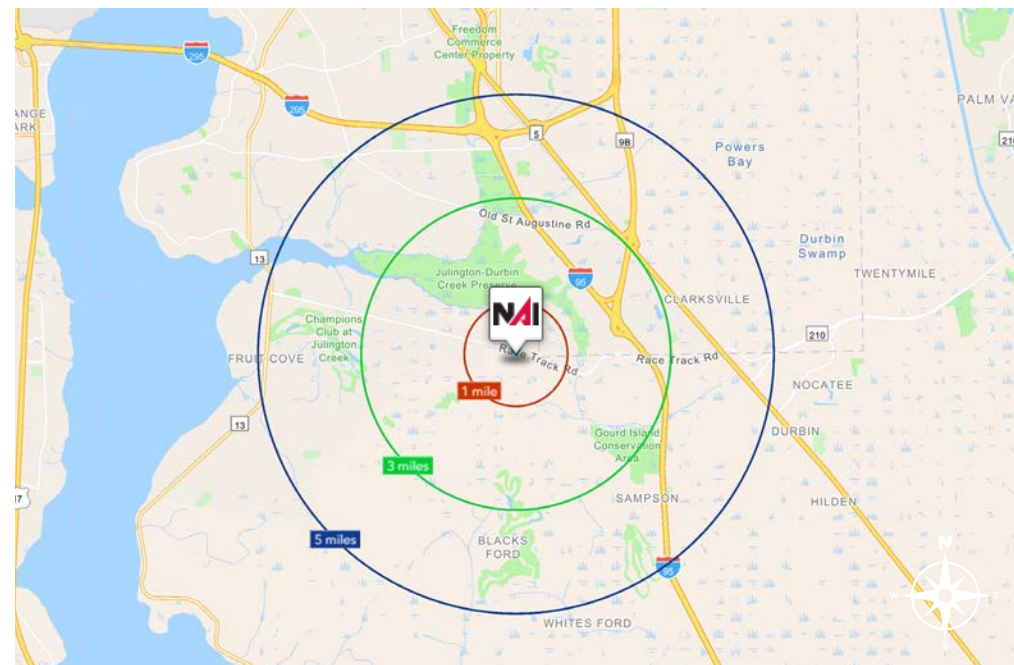 Freedom
Commerce
Center Property
295
295
ANGE
ARK
PALM VA
5
9B
Powers
Bay
210
Old St Augustine Rd
13
Durbin
Swamp
Julington-Durbin
Creek Preserve
95
TWENTYMILE
CLARKSVILLE
NAI
Champions
Club at
Julington
Creek
210
FRUIT COVE
Race Track Rd
Race Track Rd
1 mile
NOCATEE
13
Gourd Island
Conservation
Area
DURBIN
3 miles
17
SAMPSON
HILDEN
5 miles
BLACKS
FORD
N
95
W
E
S
WHITES FORD